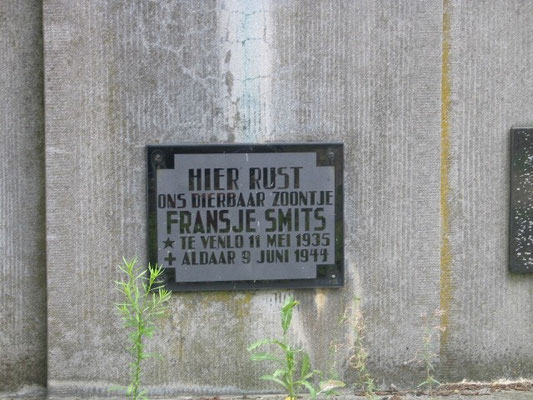 HIER RUST
ONS DIERBAAR ZOONTJE
FRANSJE SMITS
★ TE VENLO 11 MEI 1935
+ ALDAAR 9 JUNI 1944